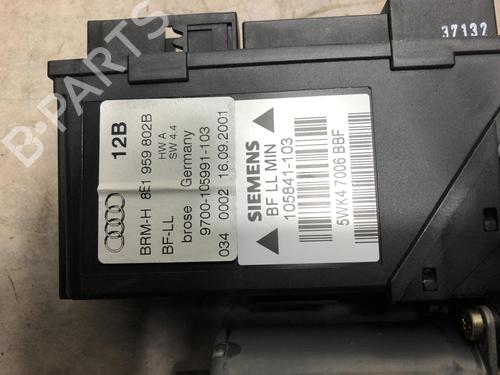 37132
12B
BRM-H 8E1 959 802B
HW A
BF-LL SW 4.4
brose Germany
9700-105991-103
034 0002 16.09.2001
SIEMENS
BF LL MIN
105841-103
5WK4 7006 BBF
B-PARTS